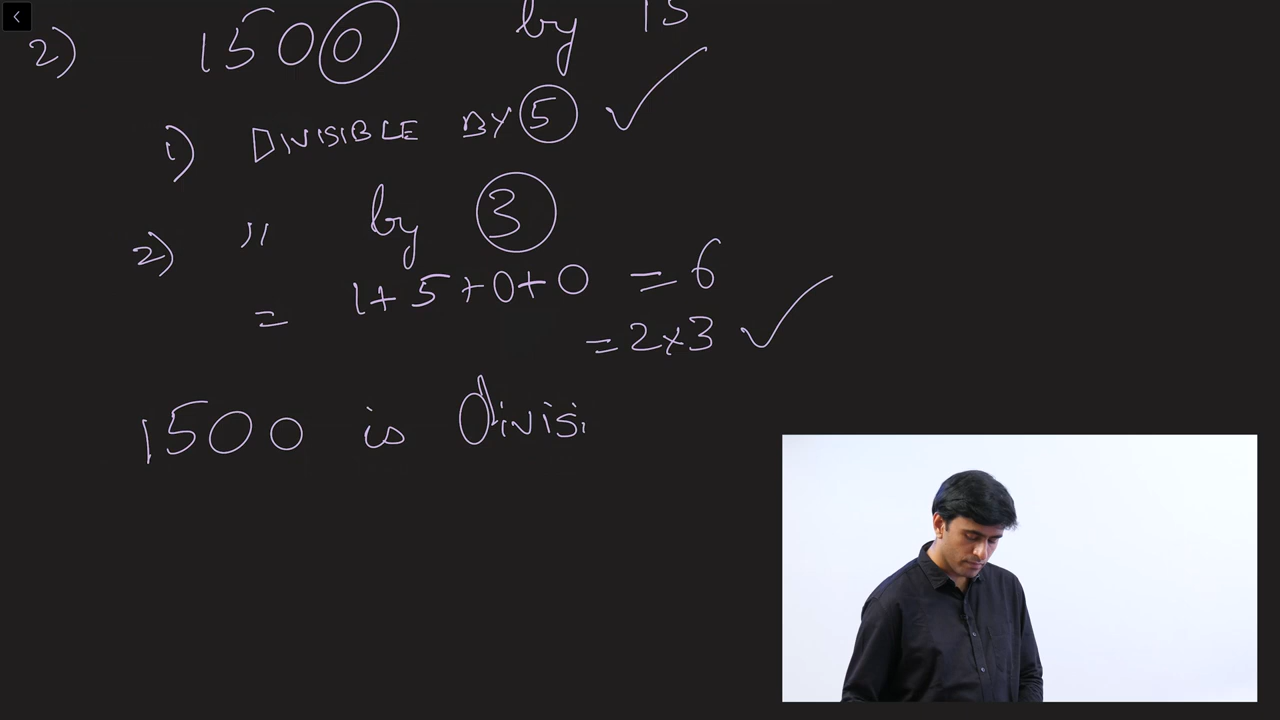 2) 1500 by 15
1) DIVISIBLE BY 5 ✓
2) " by 3
= 1+5+0+0 = 6
= 2x3 ✓
1500 is Divisi